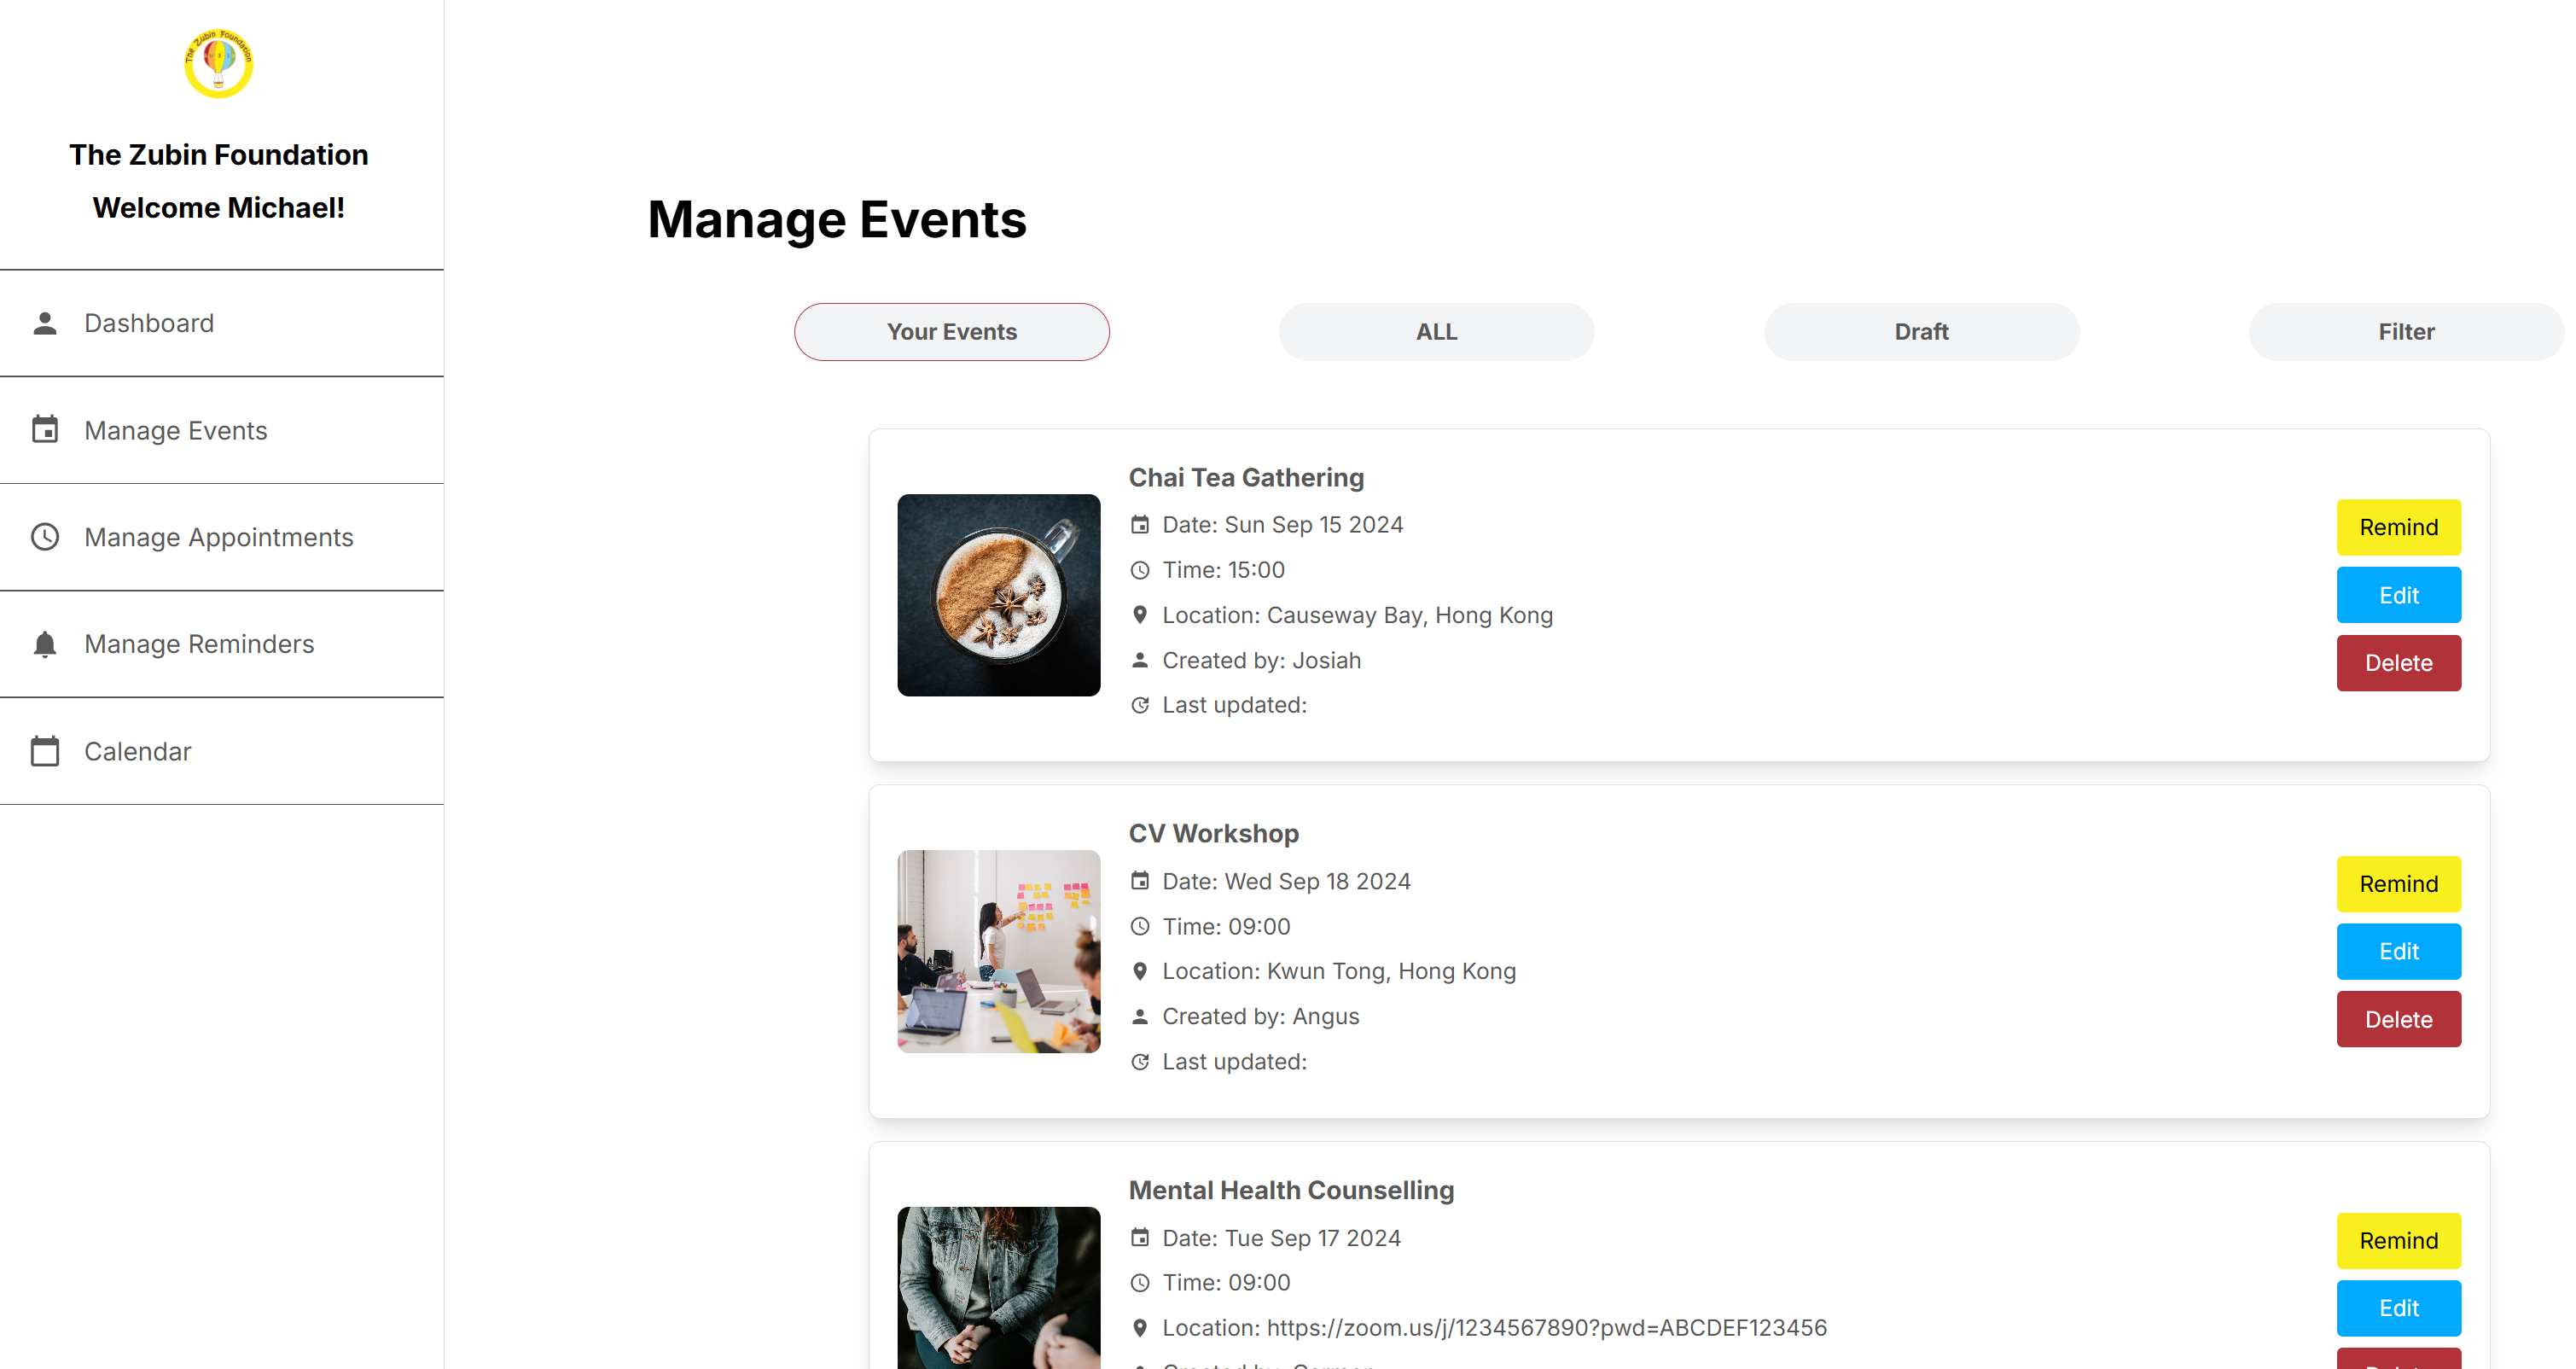 The Zubin Foundation
The Zubin Foundation
Welcome Michael!
Dashboard
Manage Events
Manage Appointments
Manage Reminders
Calendar
Manage Events
Your Events
ALL
Draft
Filter
Chai Tea Gathering
Date: Sun Sep 15 2024
Time: 15:00
Location: Causeway Bay, Hong Kong
Created by: Josiah
Last updated:
Remind
Edit
Delete
CV Workshop
Date: Wed Sep 18 2024
Time: 09:00
Location: Kwun Tong, Hong Kong
Created by: Angus
Last updated:
Remind
Edit
Delete
Mental Health Counselling
Date: Tue Sep 17 2024
Time: 09:00
Location: https://zoom.us/j/1234567890?pwd=ABCDEF123456
Created by:
Remind
Edit
Delete